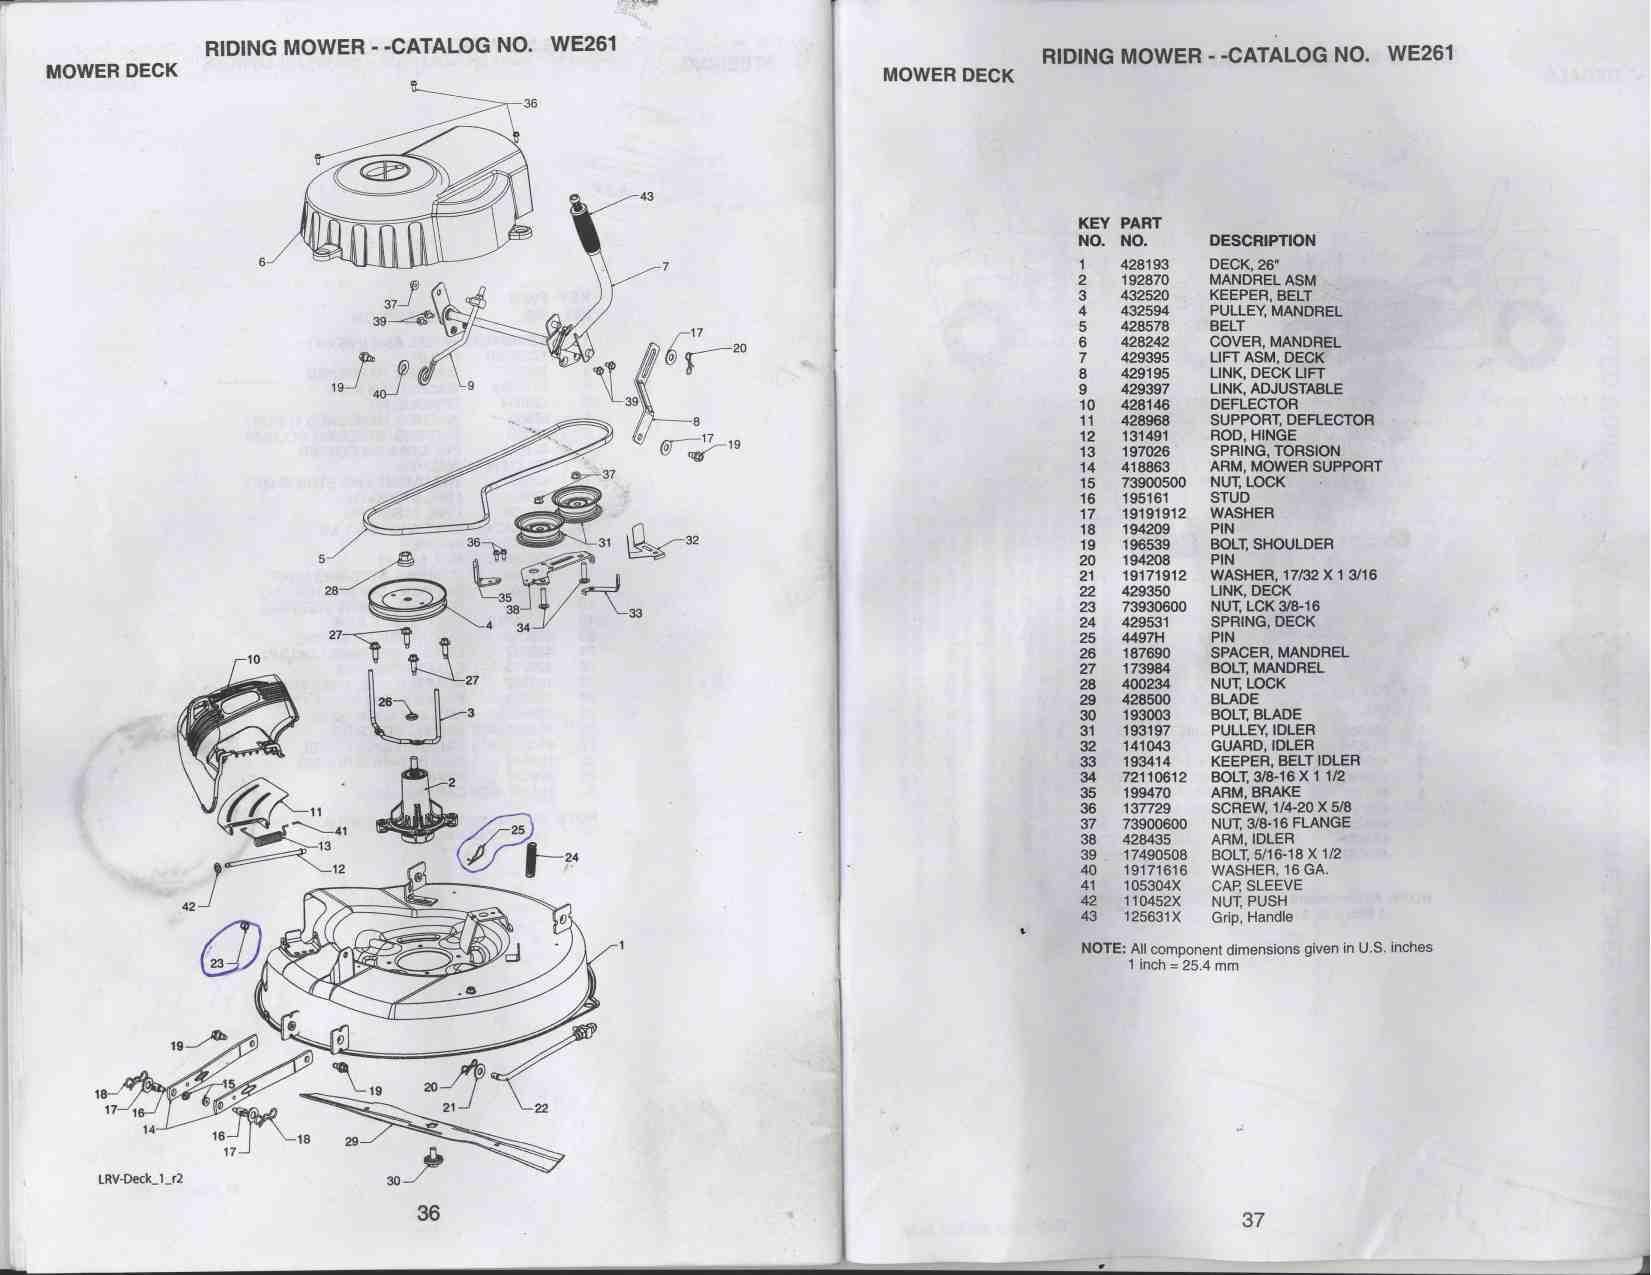 RIDING MOWER - -CATALOG NO. WE261
MOWER DECK
36
43
6
7
37
39
17
20
19
40
9
39
8
17
19
37
5
36
31
32
28
35
38
33
4
34
27
10
27
26
3
2
11
41
25
13
24
12
42
23
1
19
18
15
20
19
17
16
21
22
14
16
18
29
17
30
LRV-Deck_1_r2
36
RIDING MOWER - -CATALOG NO. WE261
MOWER DECK
KEY PART
NO. NO. DESCRIPTION
1 428193 DECK, 26"
2 192870 MANDREL ASM
3 432520 KEEPER, BELT
4 432594 PULLEY, MANDREL
5 428578 BELT
6 428242 COVER, MANDREL
7 429395 LIFT ASM, DECK
8 429195 LINK, DECK LIFT
9 429397 LINK, ADJUSTABLE
10 428146 DEFLECTOR
11 428968 SUPPORT, DEFLECTOR
12 131491 ROD, HINGE
13 197026 SPRING, TORSION
14 418863 ARM, MOWER SUPPORT
15 73900500 NUT, LOCK
16 195161 STUD
17 19191912 WASHER
18 194209 PIN
19 196539 BOLT, SHOULDER
20 194208 PIN
21 19171912 WASHER, 17/32 X 1 3/16
22 429350 LINK, DECK
23 73930600 NUT, LCK 3/8-16
24 429531 SPRING, DECK
25 4497H PIN
26 187690 SPACER, MANDREL
27 173984 BOLT, MANDREL
28 400234 NUT, LOCK
29 428500 BLADE
30 193003 BOLT, BLADE
31 193197 PULLEY, IDLER
32 141043 GUARD, IDLER
33 193414 KEEPER, BELT IDLER
34 72110612 BOLT, 3/8-16 X 1 1/2
35 199470 ARM, BRAKE
36 137729 SCREW, 1/4-20 X 5/8
37 73900600 NUT, 3/8-16 FLANGE
38 428435 ARM, IDLER
39 17490508 BOLT, 5/16-18 X 1/2
40 19171616 WASHER, 16 GA.
41 105304X CAP, SLEEVE
42 110452X NUT, PUSH
43 125631X Grip, Handle
NOTE: All component dimensions given in U.S. inches
1 inch = 25.4 mm
37